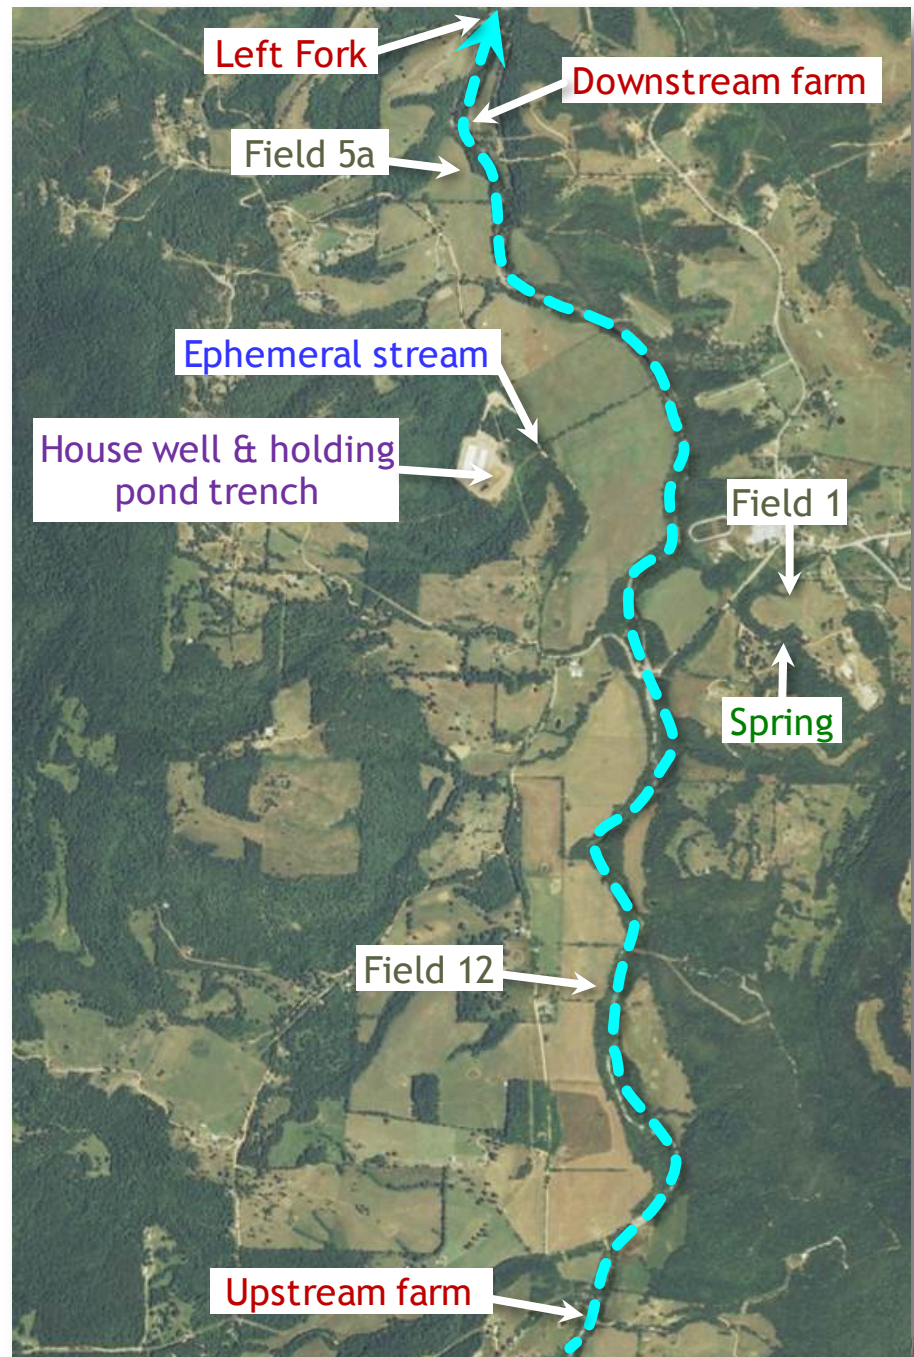 Left Fork
Downstream farm
Field 5a
Ephemeral stream
House well & holding
pond trench
Field 1
Spring
Field 12
Upstream farm